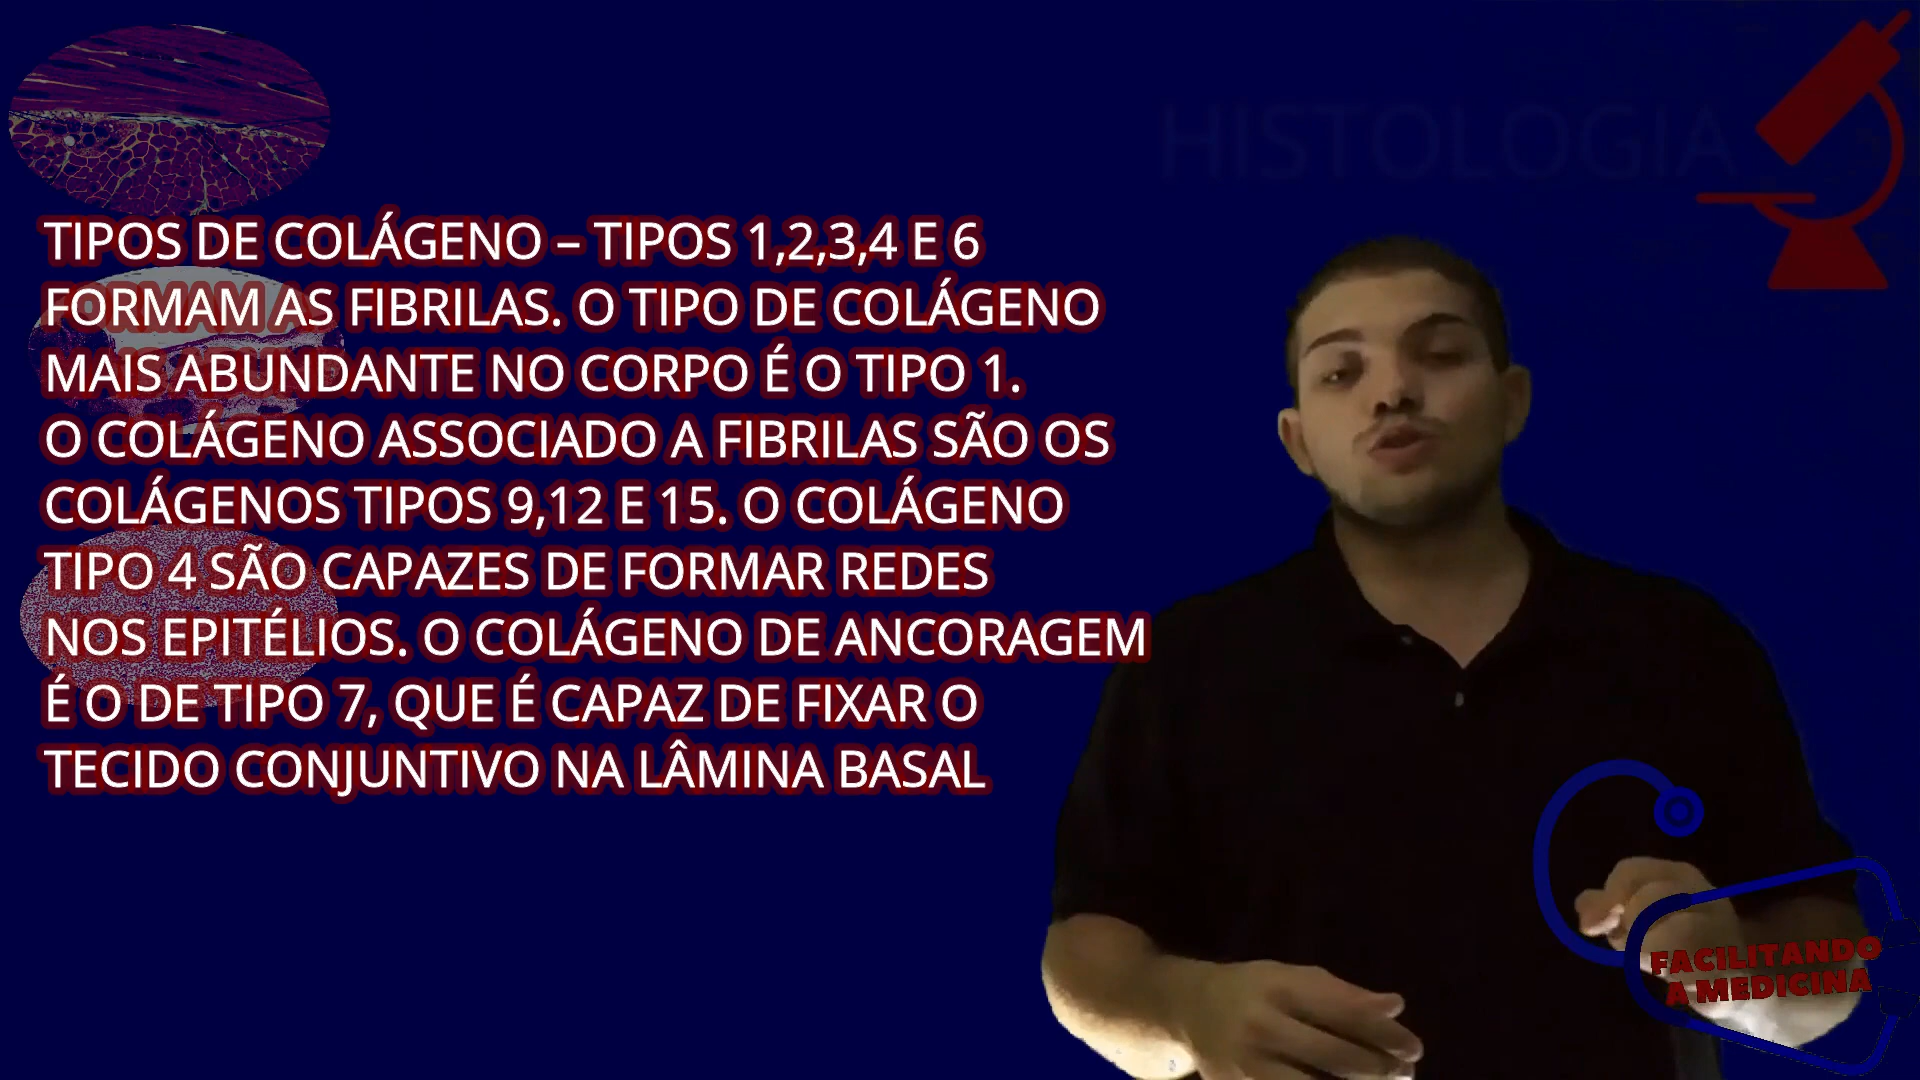 HISTOLOGIA
TIPOS DE COLÁGENO – TIPOS 1,2,3,4 E 6
FORMAM AS FIBRILAS. O TIPO DE COLÁGENO
MAIS ABUNDANTE NO CORPO É O TIPO 1.
O COLÁGENO ASSOCIADO A FIBRILAS SÃO OS
COLÁGENOS TIPOS 9,12 E 15. O COLÁGENO
TIPO 4 SÃO CAPAZES DE FORMAR REDES
NOS EPITÉLIOS. O COLÁGENO DE ANCORAGEM
É O DE TIPO 7, QUE É CAPAZ DE FIXAR O
TECIDO CONJUNTIVO NA LÂMINA BASAL
FACILITANDO
A MEDICINA